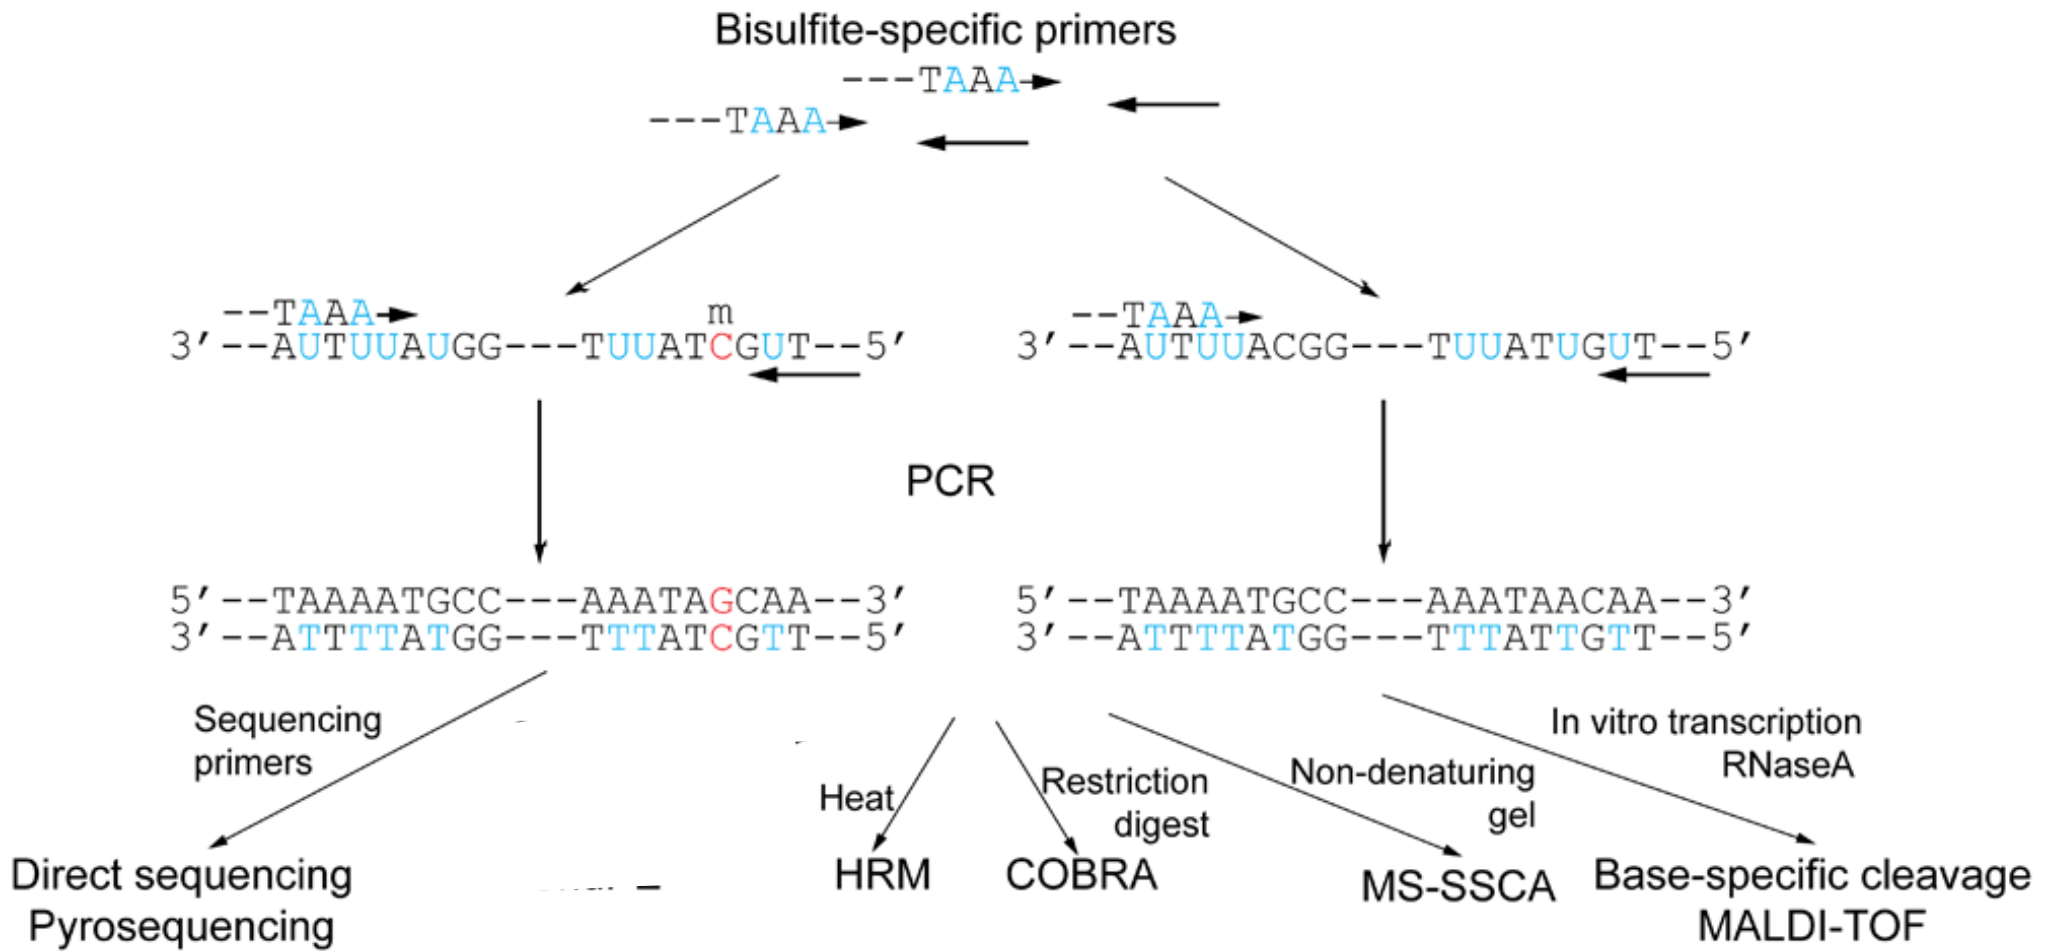 Bisulfite-specific primers
---TAAA
---TAAA
--TAAA
m
3'--AUTUUAUGG---TUUATCGUT--5'
--TAAA
3'--AUTUUACGG---TUUATUGUT--5'
PCR
5'--TAAAATGCC---AAATAGCAA--3'
3'--ATTTTATGG---TTTATCGTT--5'
5'--TAAAATGCC---AAATAACAA--3'
3'--ATTTTATGG---TTTATTGTT--5'
Sequencing
primers
Heat
Restriction
digest
Non-denaturing
gel
In vitro transcription
RNaseA
Direct sequencing
Pyrosequencing
HRM
COBRA
MS-SSCA
Base-specific cleavage
MALDI-TOF